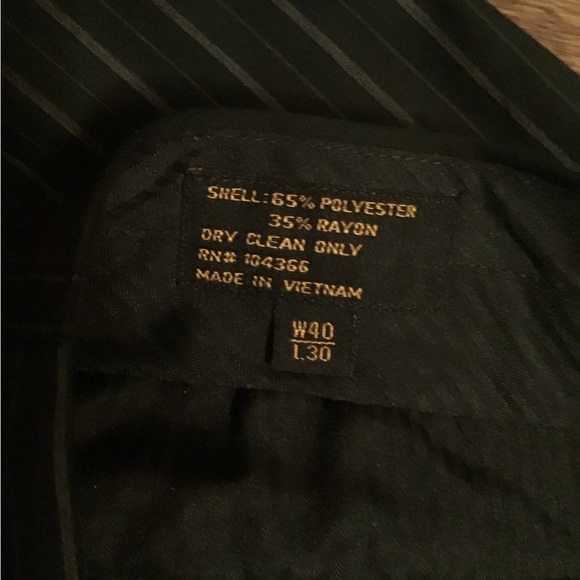 SHELL: 65% POLYESTER
35% RAYON
DRY CLEAN ONLY
RN# 104366
MADE IN VIETNAM
W40
L30